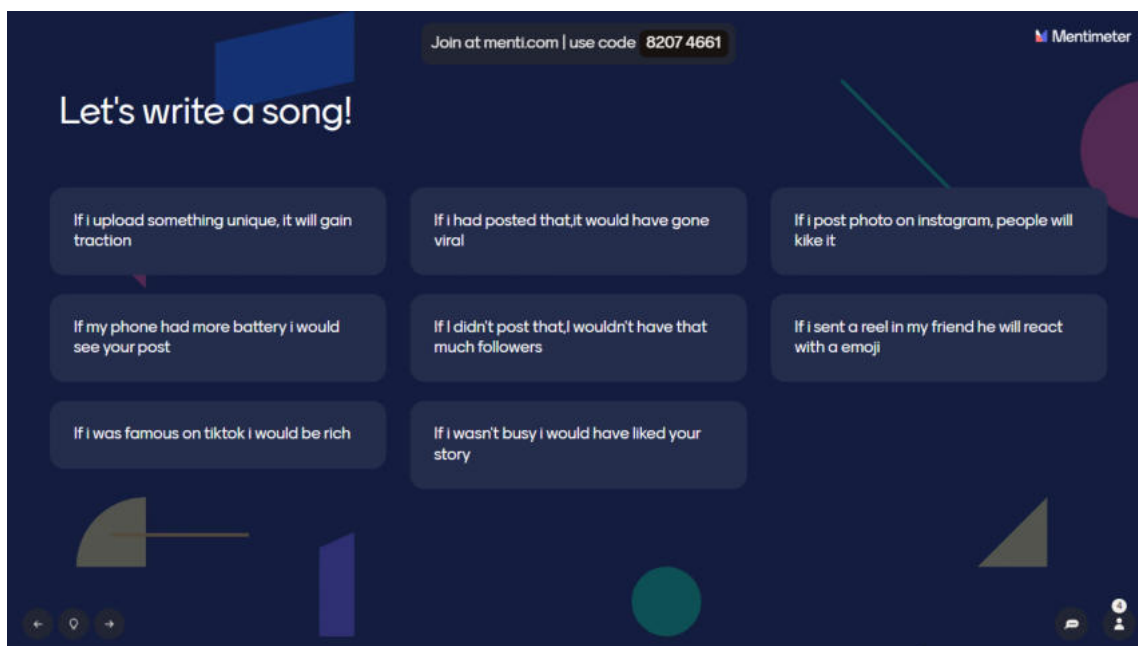 Join at menti.com | use code 8207 4661
Mentimeter
Let's write a song!
If i upload something unique, it will gain
traction
If i had posted that,it would have gone
viral
If i post photo on instagram, people will
kike it
If my phone had more battery i would
see your post
If I didn't post that,I wouldn't have that
much followers
If i sent a reel in my friend he will react
with a emoji
If i was famous on tiktok i would be rich
If i wasn't busy i would have liked your
story
4